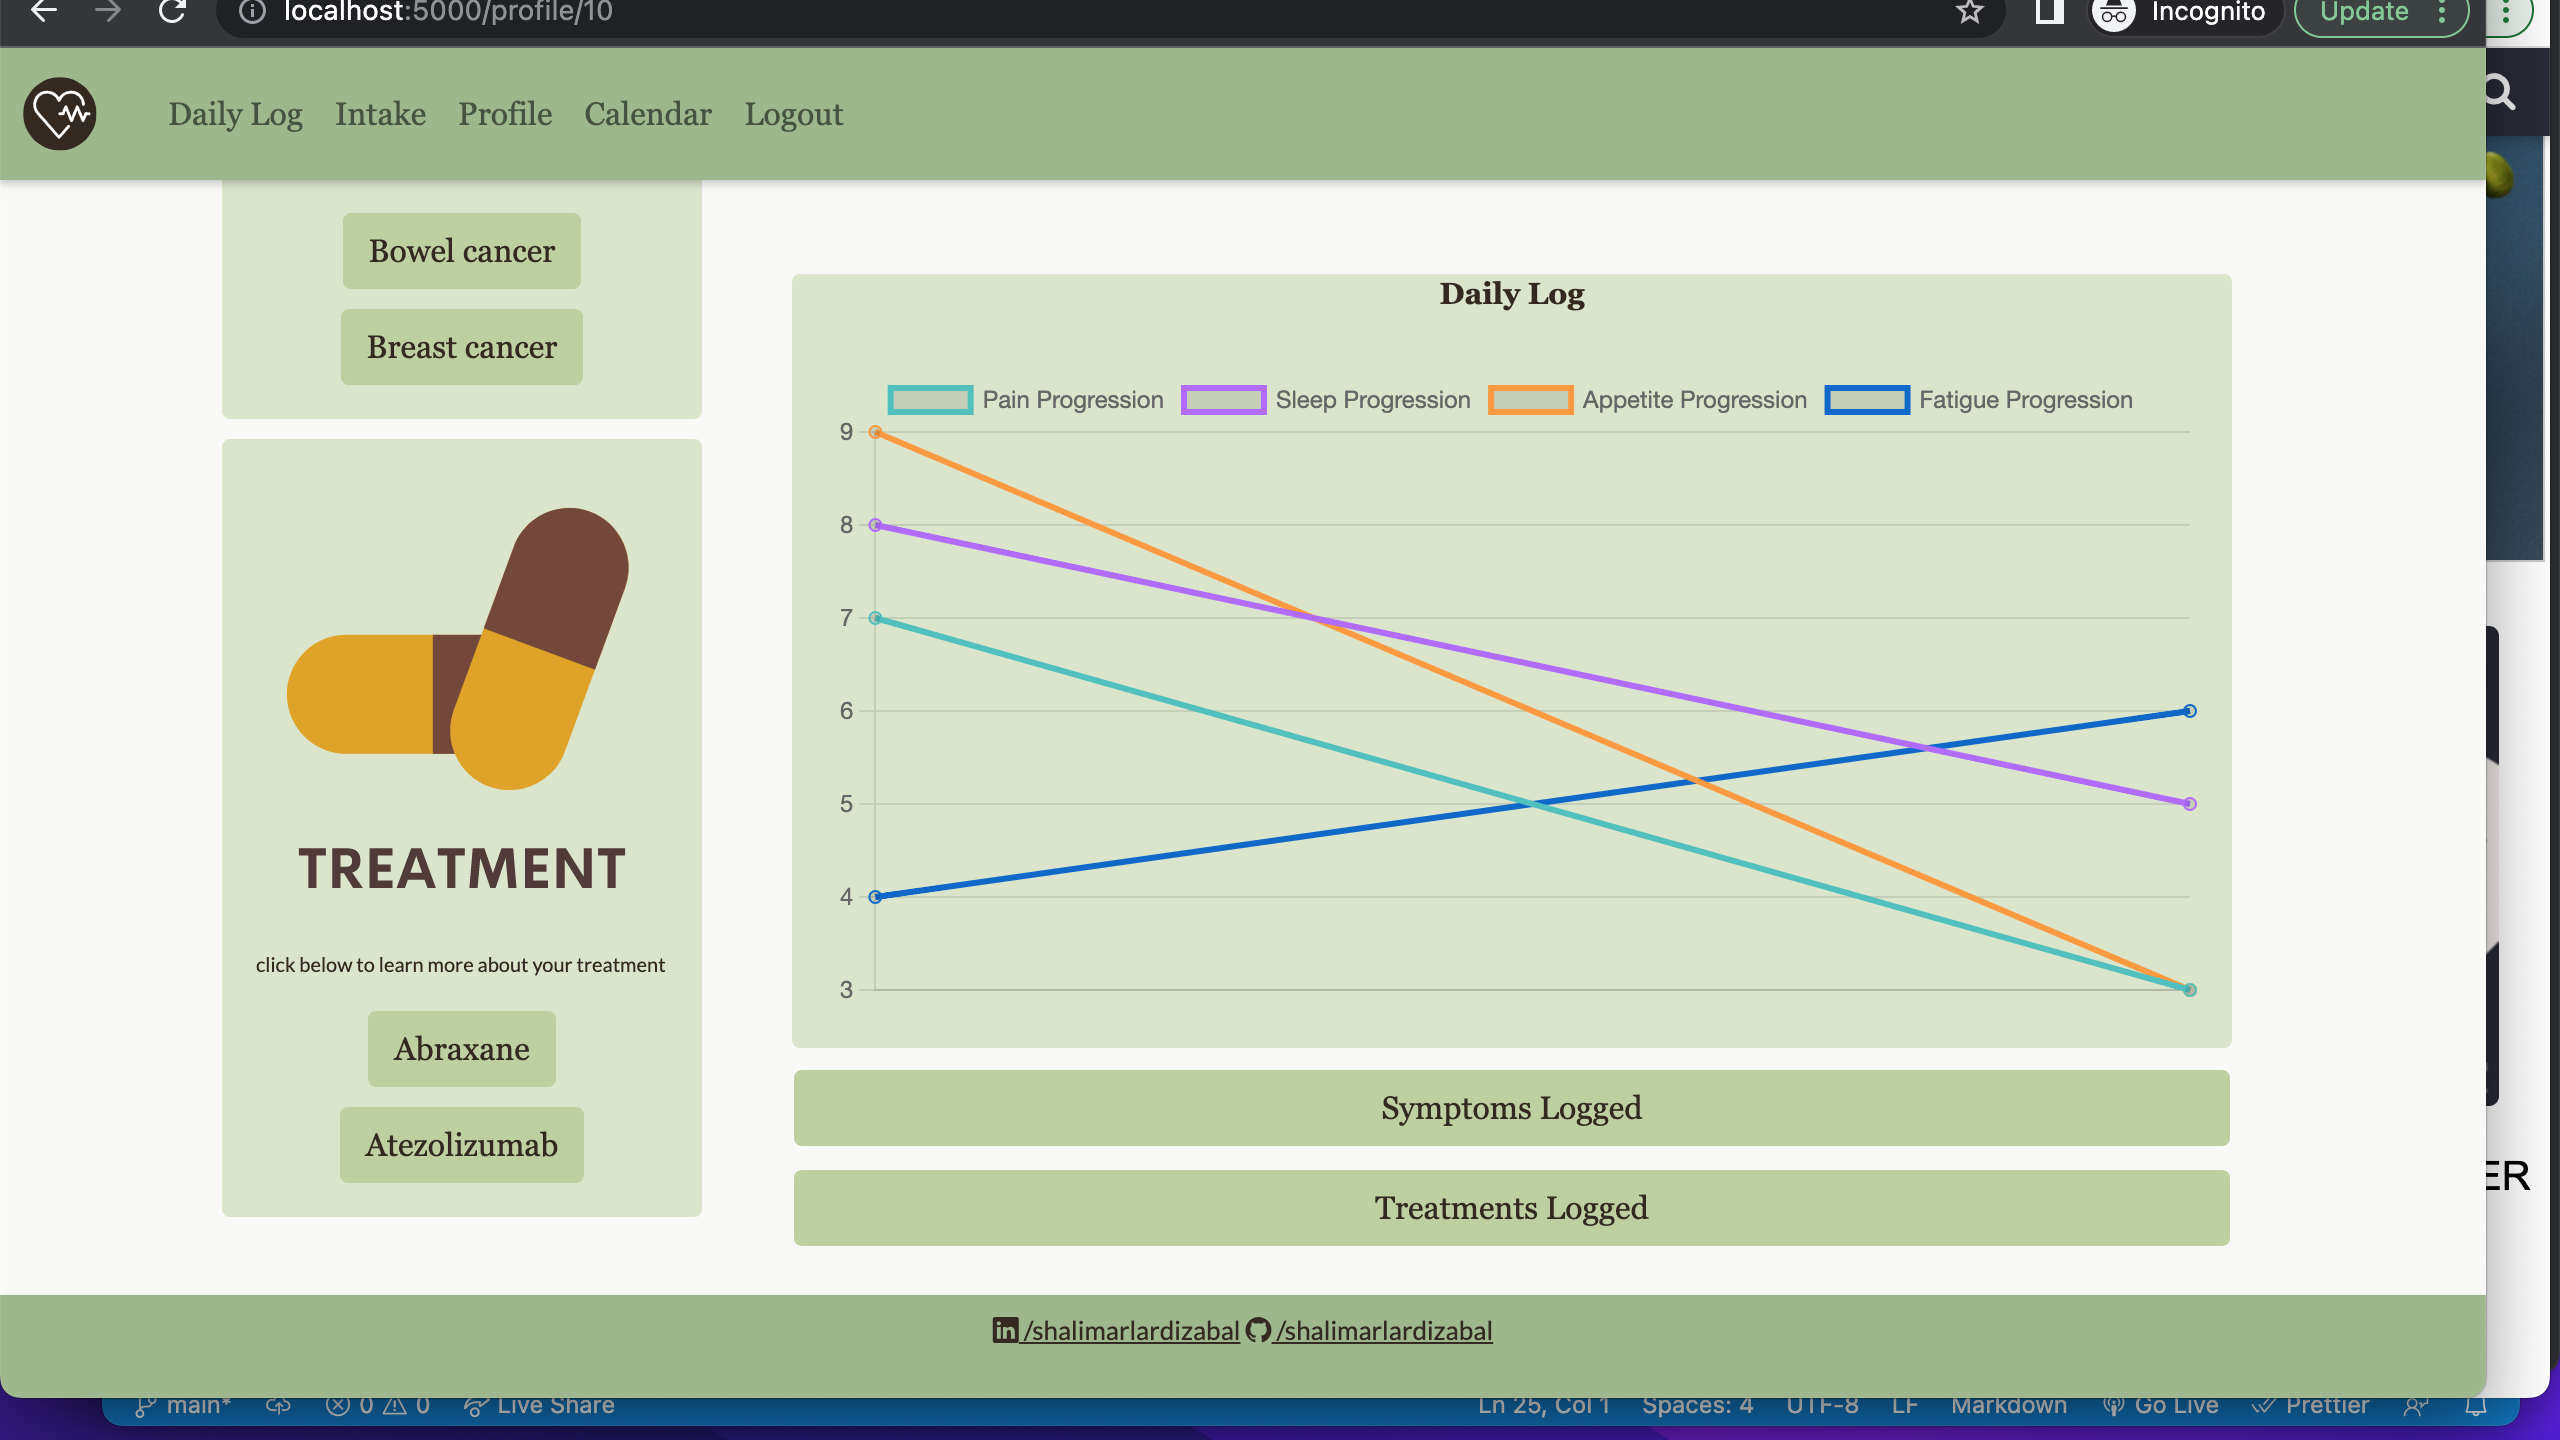 localhost:5000/profile/10
Incognito
Update
Daily Log
Intake
Profile
Calendar
Logout
Bowel cancer
Breast cancer
TREATMENT
click below to learn more about your treatment
Abraxane
Atezolizumab
Daily Log
Pain Progression
Sleep Progression
Appetite Progression
Fatigue Progression
9
8
7
6
5
4
3
Symptoms Logged
Treatments Logged
ER
in /shalimarlardizabal /shalimarlardizabal
main* 0 0 Live Share Ln 25, Col 1 Spaces: 4 UTF-8 LF Markdown Go Live Prettier